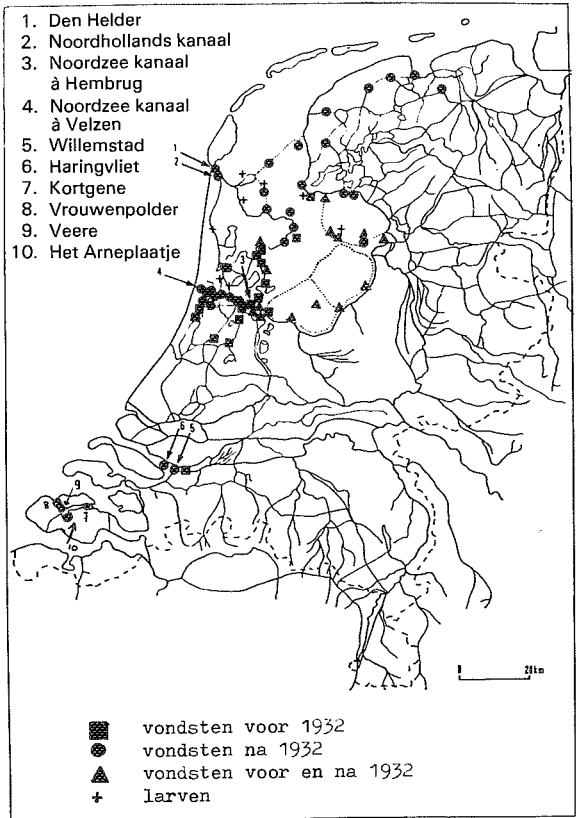 1. Den Helder
2. Noordhollands kanaal
3. Noordzee kanaal
à Hembrug
4. Noordzee kanaal
à Velzen
5. Willemstad
6. Haringvliet
7. Kortgene
8. Vrouwenpolder
9. Veere
10. Het Arneplaatje
1
2
3
4
6 5
9
8
7
10
0 20km
vondsten voor 1932
vondsten na 1932
vondsten voor en na 1932
larven